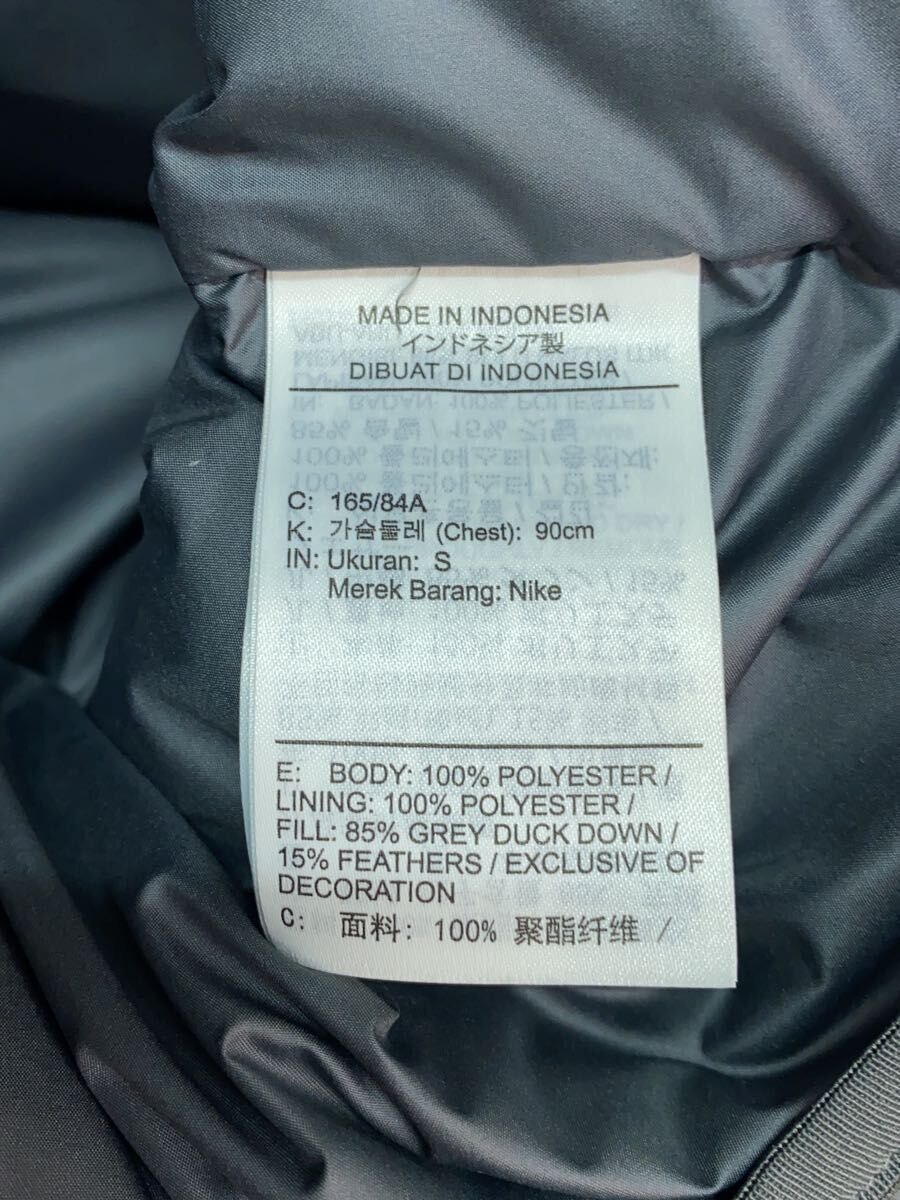 MADE IN INDONESIA
インドネシア製
DIBUAT DI INDONESIA
C: 165/84A
K: 가슴둘레 (Chest): 90cm
IN: Ukuran: S
Merek Barang: Nike
E: BODY: 100% POLYESTER /
LINING: 100% POLYESTER /
FILL: 85% GREY DUCK DOWN /
15% FEATHERS / EXCLUSIVE OF
DECORATION
C: 面料: 100% 聚酯纤维 /